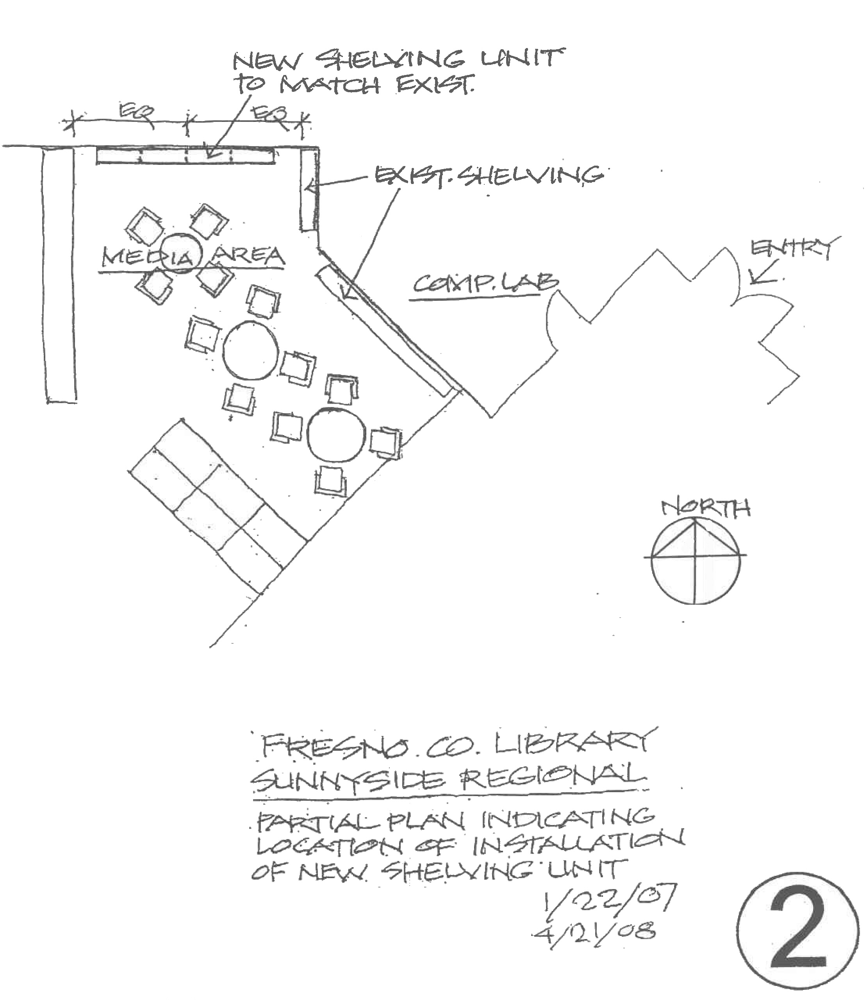 NEW SHELVING UNIT
TO MATCH EXIST.
EQ EQ
EXIST. SHELVING
MEDIA AREA
ENTRY
COMP. LAB
NORTH
FRESNO. CO. LIBRARY
SUNNYSIDE REGIONAL
PARTIAL PLAN INDICATING
LOCATION OF INSTALLATION
OF NEW SHELVING UNIT
1/22/07
4/21/08
2